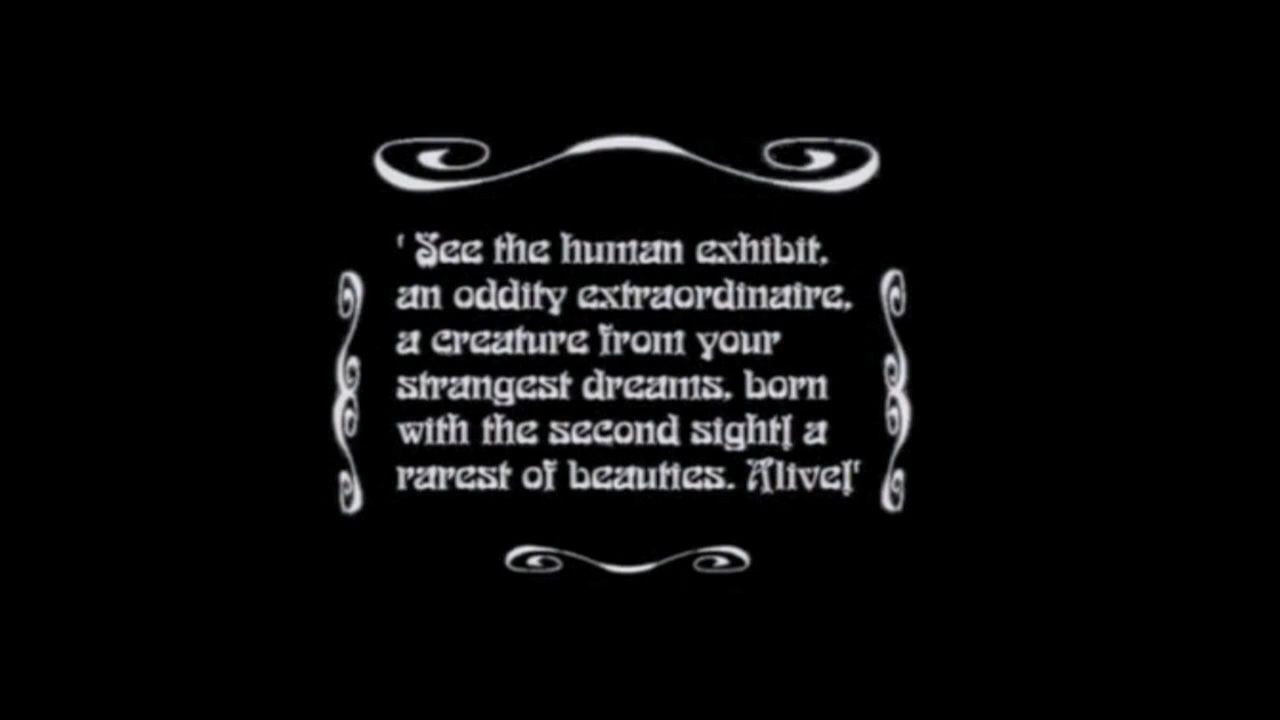 ' See the human exhibit,
an oddity extraordinaire,
a creature from your
strangest dreams, born
with the second sight! a
rarest of beauties. Alive!'